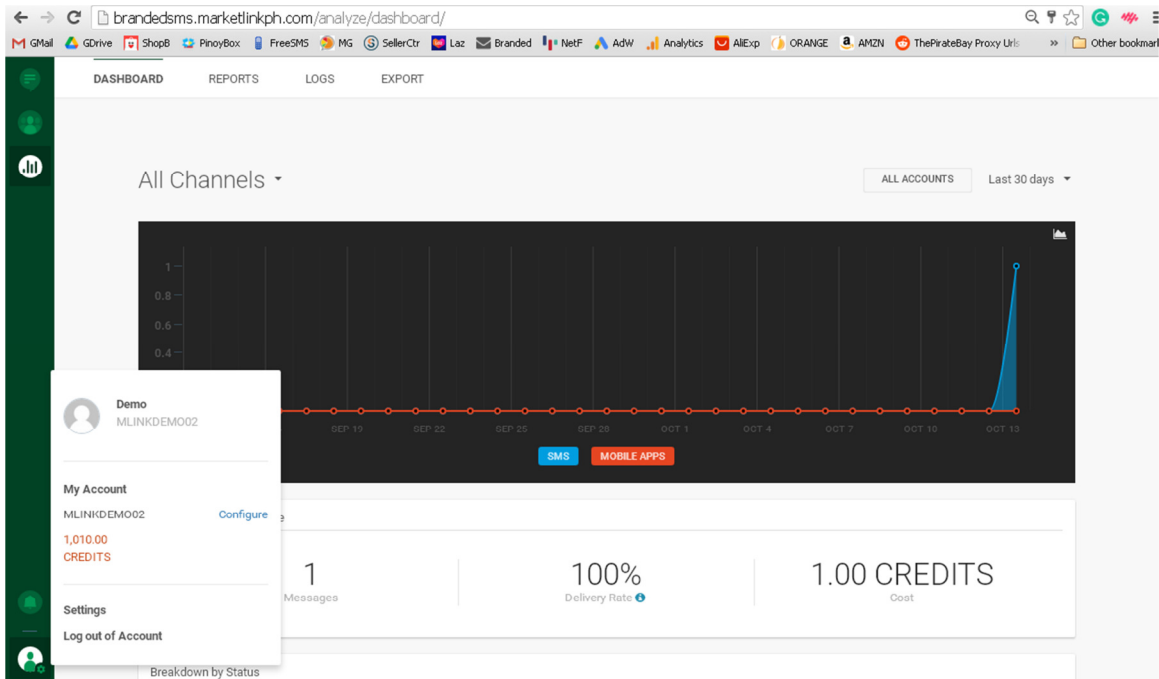 brandedsms.marketlinkph.com/analyze/dashboard/
GMail GDrive ShopB PinoyBox FreeSMS MG SellerCtr Laz Branded NetF AdW Analytics AliExp ORANGE AMZN ThePirateBay Proxy Urls » Other bookmark
DASHBOARD REPORTS LOGS EXPORT
All Channels
ALL ACCOUNTS Last 30 days
1
0.8
0.6
0.4
SEP 19 SEP 22 SEP 25 SEP 28 OCT 1 OCT 4 OCT 7 OCT 10 OCT 13
SMS MOBILE APPS
Demo
MLINKDEMO02
My Account
MLINKDEMO02 Configure
1,010.00
CREDITS
Settings
Log out of Account
1 100% 1.00 CREDITS
Messages Delivery Rate Cost
Breakdown by Status